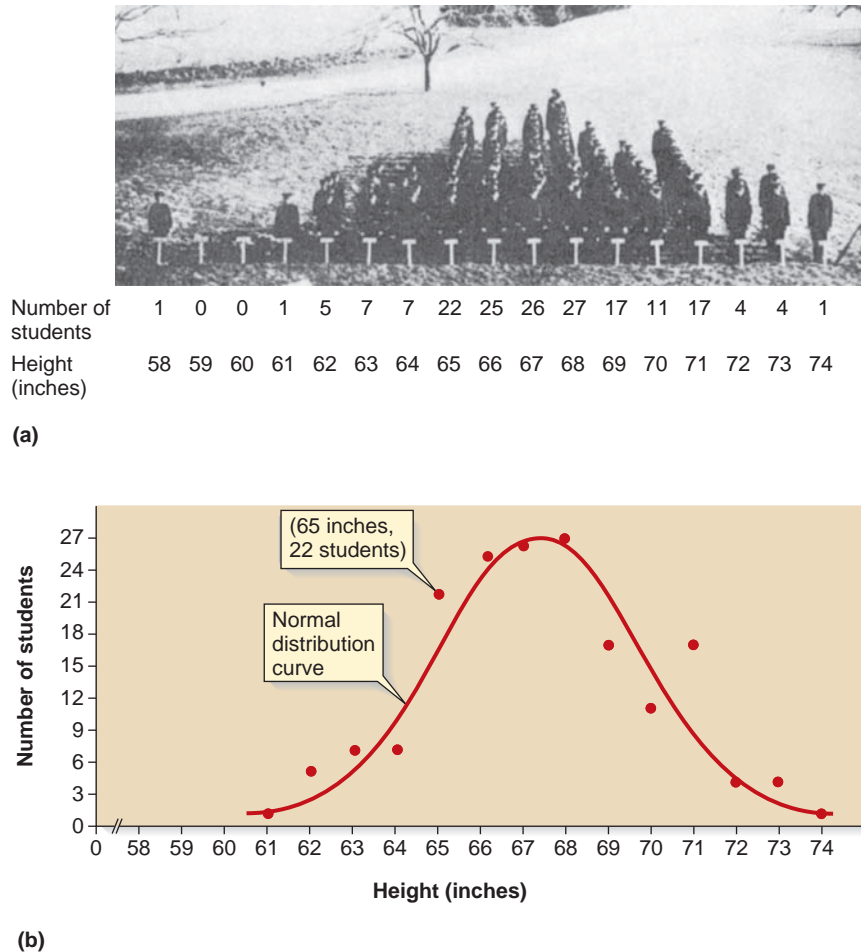 Number of students 1 0 0 1 5 7 7 22 25 26 27 17 11 17 4 4 1
Height (inches) 58 59 60 61 62 63 64 65 66 67 68 69 70 71 72 73 74
(a)
(65 inches,
22 students)
Normal
distribution
curve
Number of students
27
24
21
18
15
12
9
6
3
0
0 58 59 60 61 62 63 64 65 66 67 68 69 70 71 72 73 74
Height (inches)
(b)